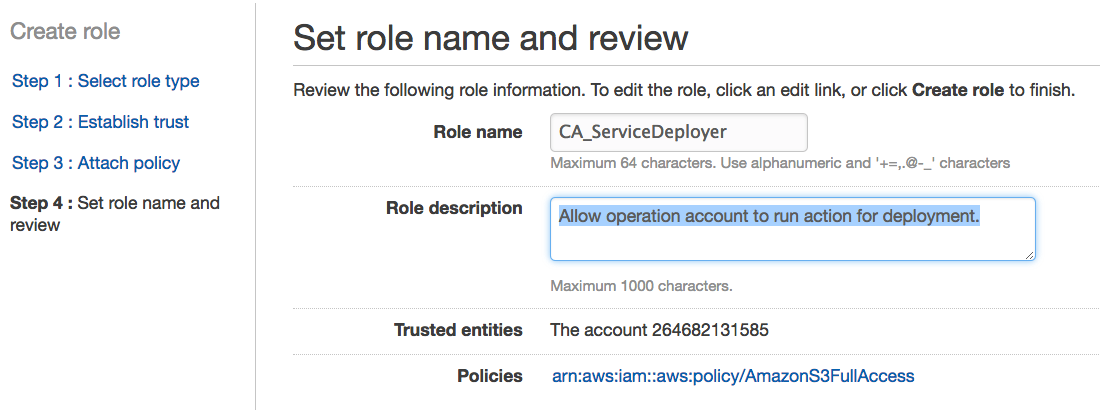 Create role
Step 1 : Select role type
Step 2 : Establish trust
Step 3 : Attach policy
Step 4 : Set role name and
review
Set role name and review
Review the following role information. To edit the role, click an edit link, or click Create role to finish.
Role name CA_ServiceDeployer
Maximum 64 characters. Use alphanumeric and '+=,.@-_' characters
Role description Allow operation account to run action for deployment.
Maximum 1000 characters.
Trusted entities The account 264682131585
Policies arn:aws:iam::aws:policy/AmazonS3FullAccess